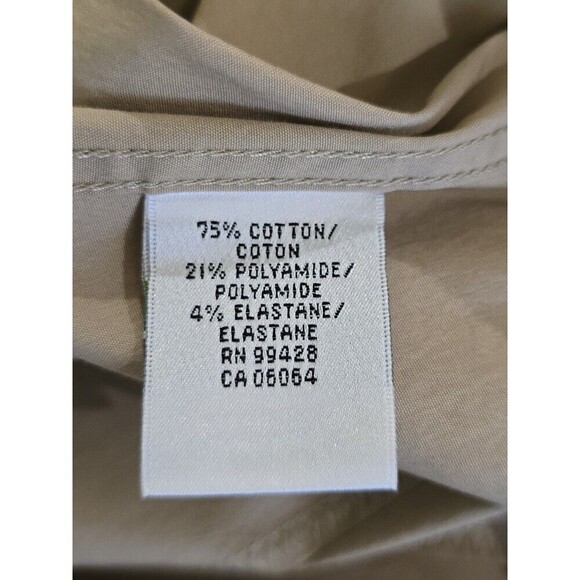 75% COTTON/
COTON
21% POLYAMIDE/
POLYAMIDE
4% ELASTANE/
ELASTANE
RN 99428
CA 06064